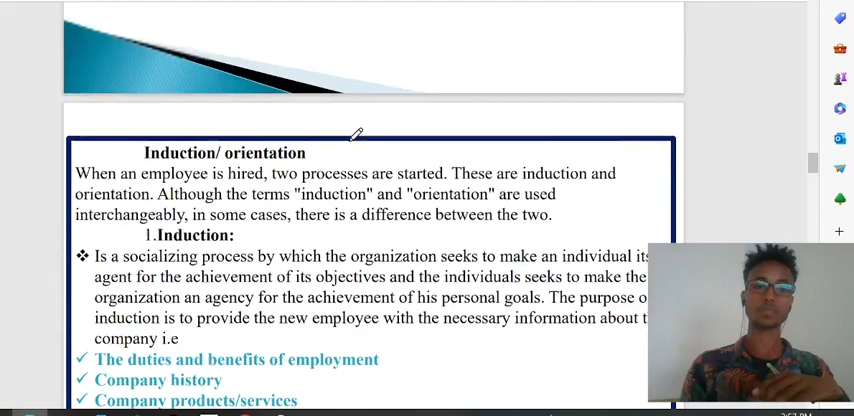 Induction/ orientation
When an employee is hired, two processes are started. These are induction and
orientation. Although the terms "induction" and "orientation" are used
interchangeably, in some cases, there is a difference between the two.
1.Induction:
❖ Is a socializing process by which the organization seeks to make an individual its
agent for the achievement of its objectives and the individuals seeks to make the
organization an agency for the achievement of his personal goals. The purpose o
induction is to provide the new employee with the necessary information about t
company i.e
✓ The duties and benefits of employment
✓ Company history
✓ Company products/services